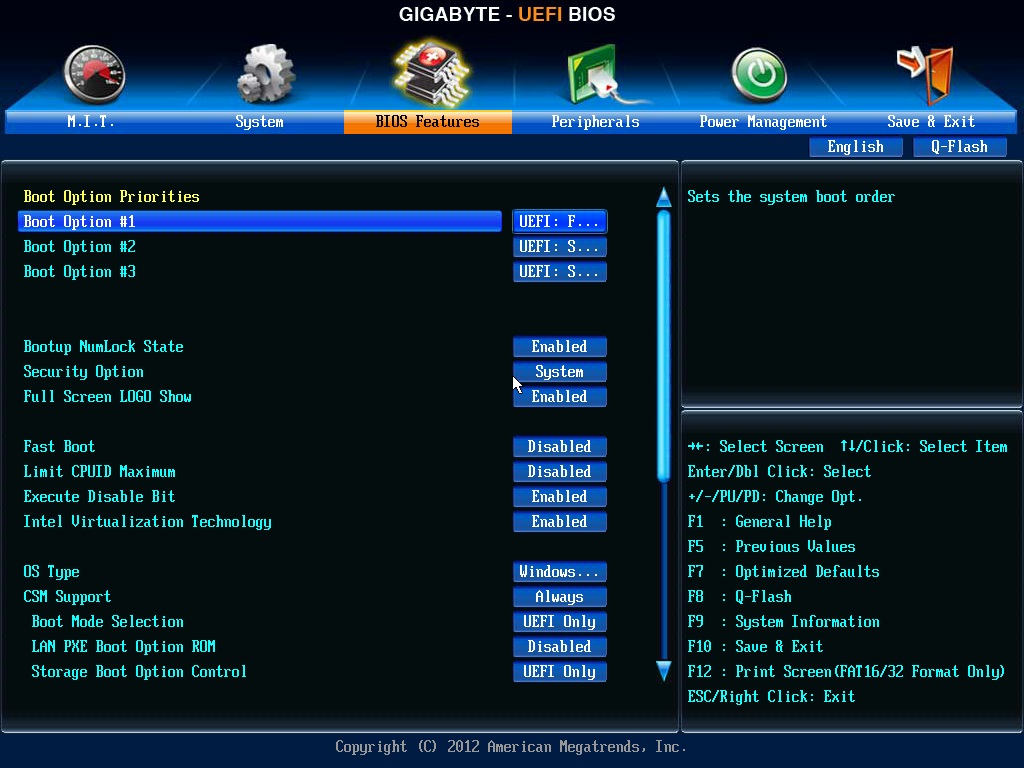 GIGABYTE - UEFI BIOS
M.I.T. System BIOS Features Peripherals Power Management Save & Exit
English Q-Flash
Boot Option Priorities
Boot Option #1 UEFI: F...
Boot Option #2 UEFI: S...
Boot Option #3 UEFI: S...
Bootup NumLock State Enabled
Security Option System
Full Screen LOGO Show Enabled
Fast Boot Disabled
Limit CPUID Maximum Disabled
Execute Disable Bit Enabled
Intel Virtualization Technology Enabled
OS Type Windows...
CSM Support Always
Boot Mode Selection UEFI Only
LAN PXE Boot Option ROM Disabled
Storage Boot Option Control UEFI Only
Sets the system boot order
→←: Select Screen ↑↓/Click: Select Item
Enter/Dbl Click: Select
+/-/PU/PD: Change Opt.
F1 : General Help
F5 : Previous Values
F7 : Optimized Defaults
F8 : Q-Flash
F9 : System Information
F10 : Save & Exit
F12 : Print Screen(FAT16/32 Format Only)
ESC/Right Click: Exit
Copyright (C) 2012 American Megatrends, Inc.